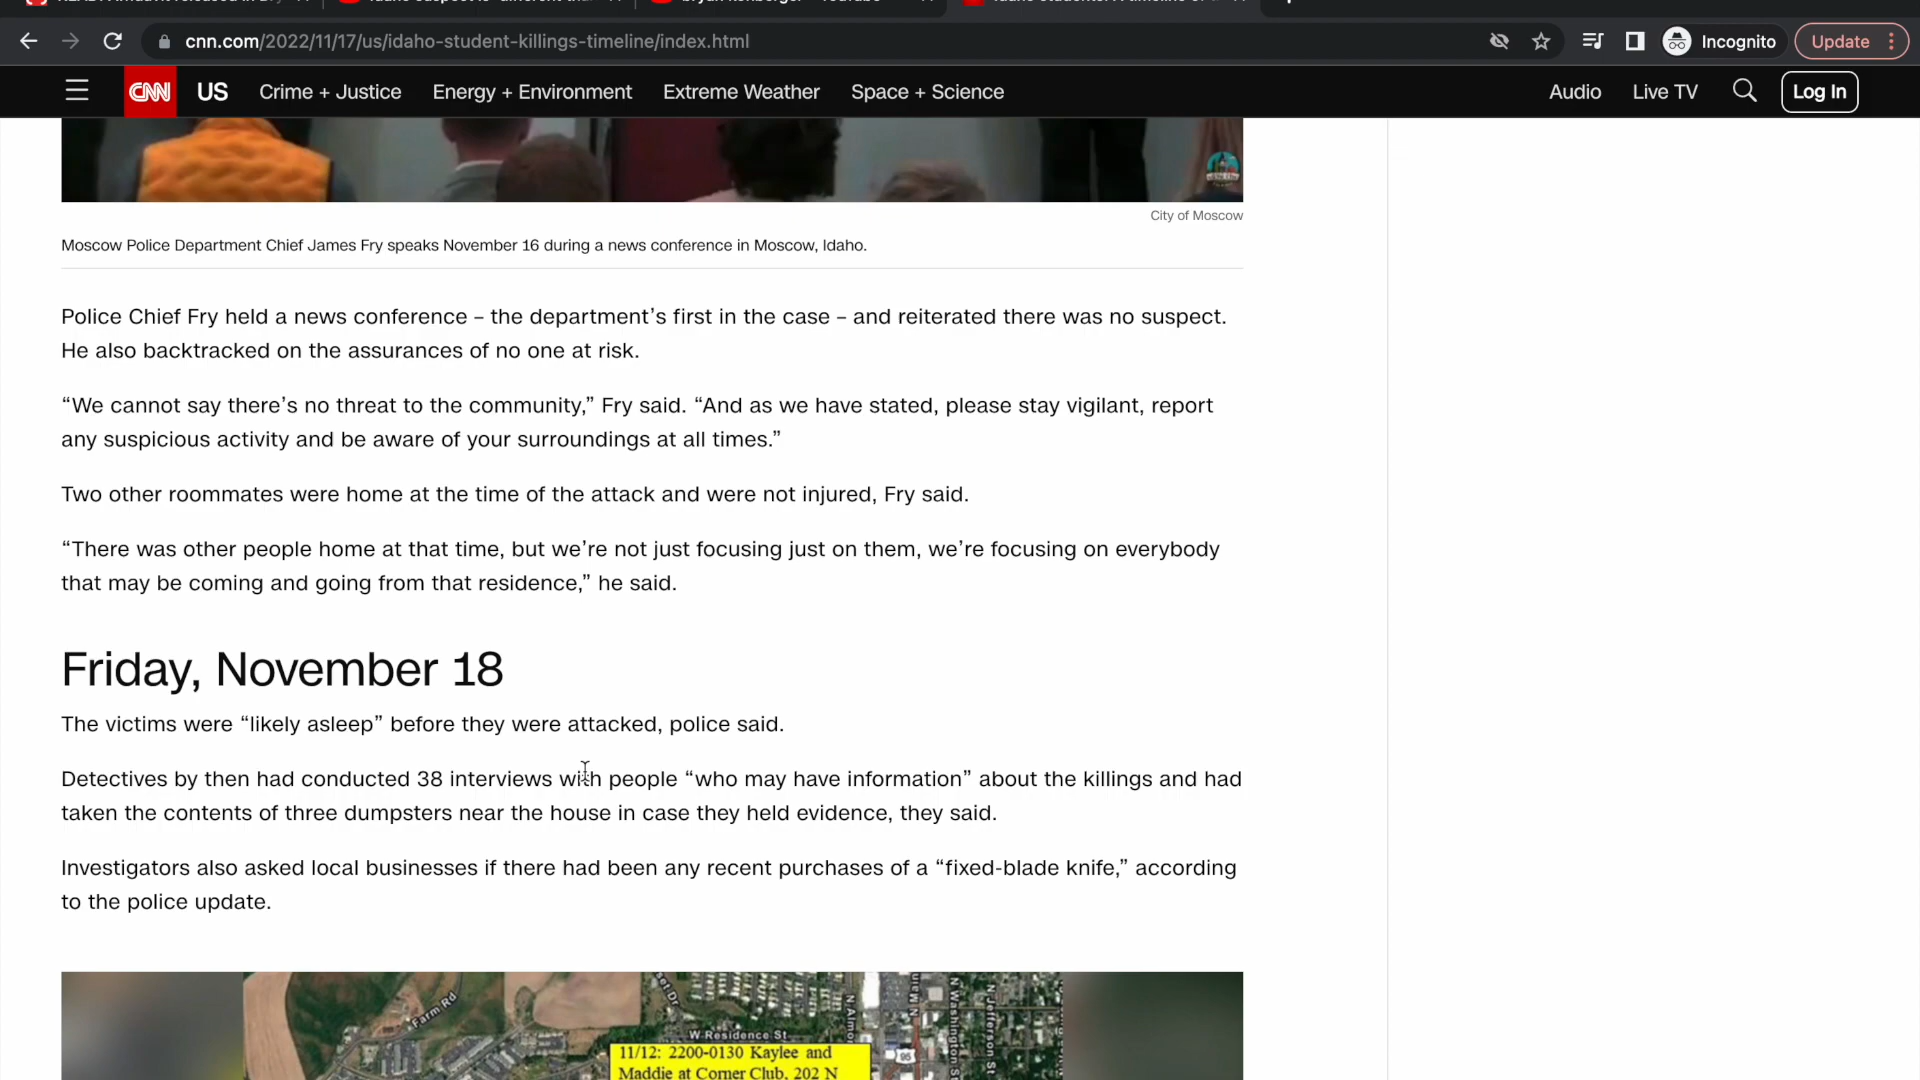 cnn.com/2022/11/17/us/idaho-student-killings-timeline/index.html
Incognito
Update
CNN
US
Crime + Justice
Energy + Environment
Extreme Weather
Space + Science
Audio
Live TV
Log In
City of Moscow
Moscow Police Department Chief James Fry speaks November 16 during a news conference in Moscow, Idaho.
Police Chief Fry held a news conference – the department’s first in the case – and reiterated there was no suspect.
He also backtracked on the assurances of no one at risk.
“We cannot say there’s no threat to the community,” Fry said. “And as we have stated, please stay vigilant, report
any suspicious activity and be aware of your surroundings at all times.”
Two other roommates were home at the time of the attack and were not injured, Fry said.
“There was other people home at that time, but we’re not just focusing just on them, we’re focusing on everybody
that may be coming and going from that residence,” he said.
Friday, November 18
The victims were “likely asleep” before they were attacked, police said.
Detectives by then had conducted 38 interviews with people “who may have information” about the killings and had
taken the contents of three dumpsters near the house in case they held evidence, they said.
Investigators also asked local businesses if there had been any recent purchases of a “fixed-blade knife,” according
to the police update.
Farm Rd
W Residence St
N Main
N Washington St
N Jefferson St
95
11/12: 2200-0130 Kaylee and
Maddie at Corner Club, 202 N